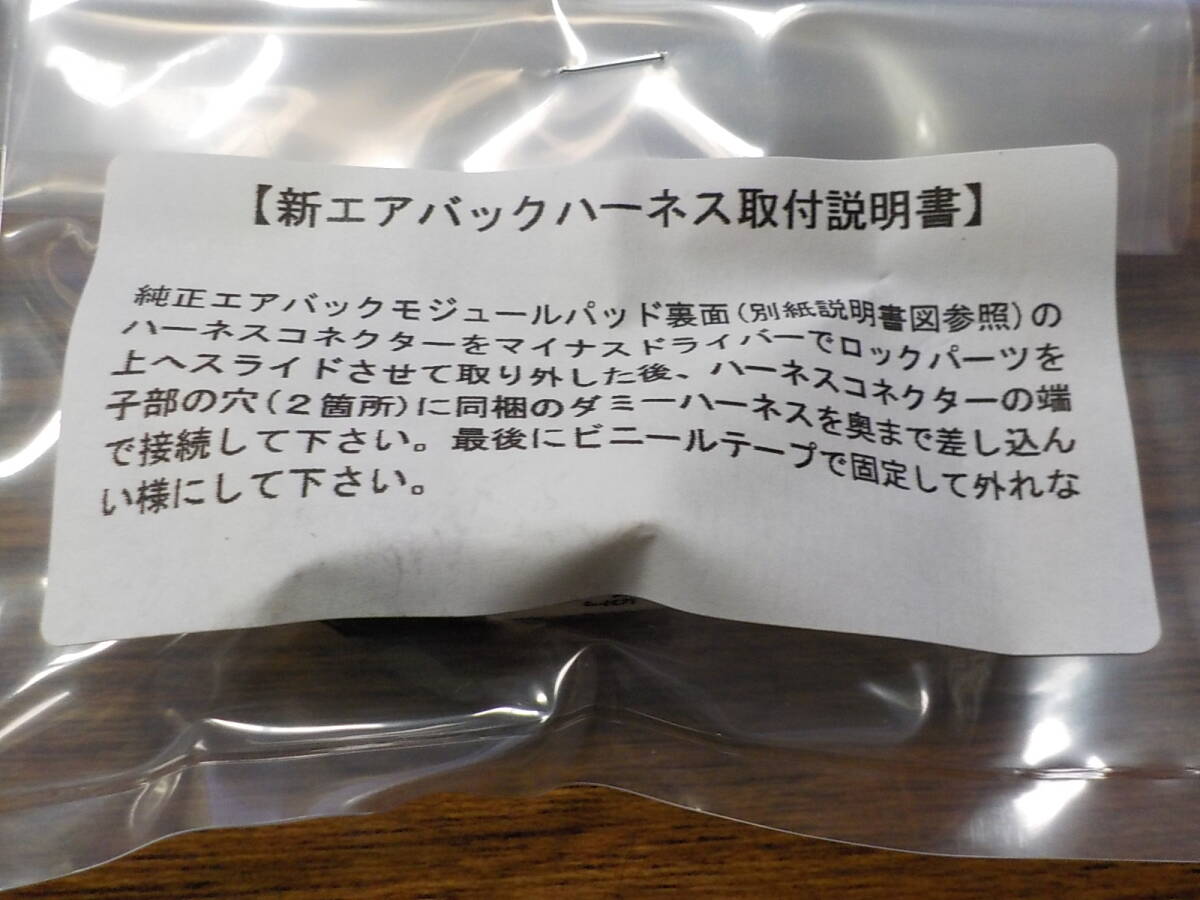 【新エアバックハーネス取付説明書】
純正エアバックモジュールパッド裏面(別紙説明書図参照)の
ハーネスコネクターをマイナスドライバーでロックパーツを
上へスライドさせて取り外した後、ハーネスコネクターの端
子部の穴(2箇所)に同梱のダミーハーネスを奥まで差し込ん
で接続して下さい。最後にビニールテープで固定して外れな
い様にして下さい。